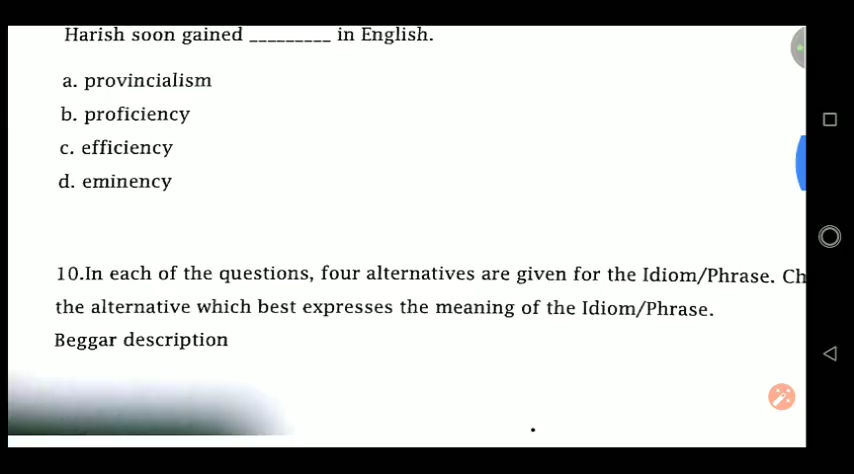 Harish soon gained _________ in English.
a. provincialism
b. proficiency
c. efficiency
d. eminency
10.In each of the questions, four alternatives are given for the Idiom/Phrase. Ch
the alternative which best expresses the meaning of the Idiom/Phrase.
Beggar description